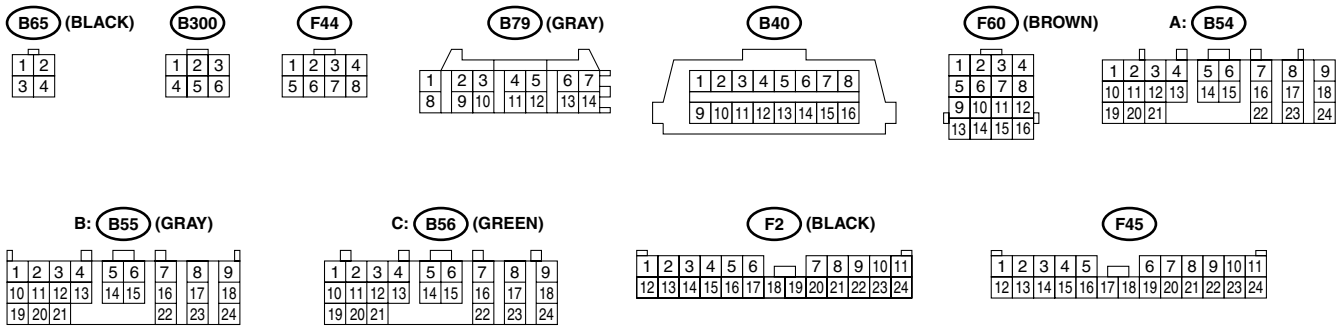 B65 (BLACK) B300 F44 B79 (GRAY) B40 F60 (BROWN) A: B54
1 2
3 4
1 2 3
4 5 6
1 2 3 4
5 6 7 8
1 2 3 4 5 6 7
8 9 10 11 12 13 14
1 2 3 4 5 6 7 8
9 10 11 12 13 14 15 16
1 2 3 4
5 6 7 8
9 10 11 12
13 14 15 16
1 2 3 4 5 6 7 8 9
10 11 12 13 14 15 16 17 18
19 20 21 22 23 24
B: B55 (GRAY) C: B56 (GREEN) F2 (BLACK) F45
1 2 3 4 5 6 7 8 9
10 11 12 13 14 15 16 17 18
19 20 21 22 23 24
1 2 3 4 5 6 7 8 9
10 11 12 13 14 15 16 17 18
19 20 21 22 23 24
1 2 3 4 5 6 7 8 9 10 11
12 13 14 15 16 17 18 19 20 21 22 23 24
1 2 3 4 5 6 7 8 9 10 11
12 13 14 15 16 17 18 19 20 21 22 23 24